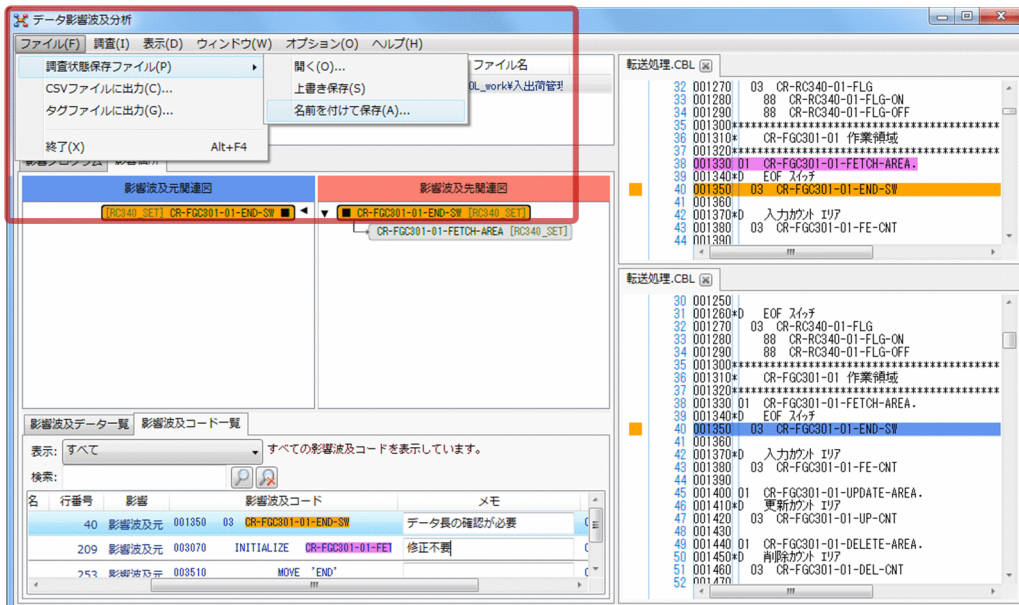 データ影響波及分析
ファイル(F) 調査(I) 表示(D) ウィンドウ(W) オプション(O) ヘルプ(H)
調査状態保存ファイル(P)
CSVファイルに出力(C)...
タグファイルに出力(G)...
終了(X) Alt+F4
開く(O)...
上書き保存(S)
名前を付けて保存(A)...
ファイル名
OL_work¥入出荷管理
影響波及元関連図 影響波及先関連図
[RC340_SET] CR-FGC301-01-END-SW ■ ◀ ▼ ■ CR-FGC301-01-END-SW [RC340_SET]
CR-FGC301-01-FETCH-AREA [RC340_SET]
影響波及データ一覧 影響波及コード一覧
表示: すべて すべての影響波及コードを表示しています。
検索:
名 行番号 影響 影響波及コード メモ
40 影響波及元 001350 03 CR-FGC301-01-END-SW データ長の確認が必要
209 影響波及元 003070 INITIALIZE CR-FGC301-01-FET 修正不要
253 影響波及元 003510 MOVE 'END'
転送処理.CBL
32 001270 03 CR-RC340-01-FLG
33 001280 88 CR-RC340-01-FLG-ON
34 001290 88 CR-RC340-01-FLG-OFF
35 001300*****************************************
36 001310* CR-FGC301-01 作業領域
37 001320*****************************************
38 001330 01 CR-FGC301-01-FETCH-AREA.
39 001340*D EOF スイッチ
40 001350 03 CR-FGC301-01-END-SW
41 001360
42 001370*D 入力カウント エリア
43 001380 03 CR-FGC301-01-FE-CNT
44 001390
転送処理.CBL
30 001250
31 001260*D EOF スイッチ
32 001270 03 CR-RC340-01-FLG
33 001280 88 CR-RC340-01-FLG-ON
34 001290 88 CR-RC340-01-FLG-OFF
35 001300*****************************************
36 001310* CR-FGC301-01 作業領域
37 001320*****************************************
38 001330 01 CR-FGC301-01-FETCH-AREA.
39 001340*D EOF スイッチ
40 001350 03 CR-FGC301-01-END-SW
41 001360
42 001370*D 入力カウント エリア
43 001380 03 CR-FGC301-01-FE-CNT
44 001390
45 001400 01 CR-FGC301-01-UPDATE-AREA.
46 001410*D 更新カウント エリア
47 001420 03 CR-FGC301-01-UP-CNT
48 001430
49 001440 01 CR-FGC301-01-DELETE-AREA.
50 001450*D 削除カウント エリア
51 001460 03 CR-FGC301-01-DEL-CNT
52 001470